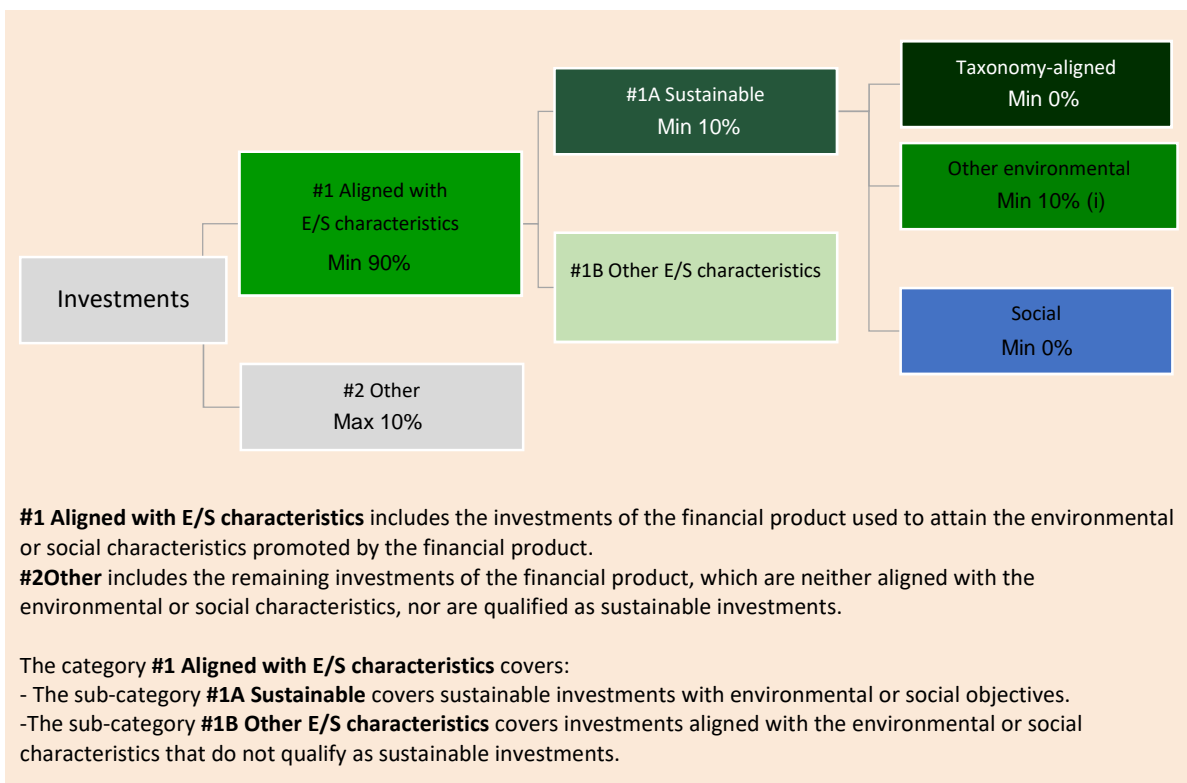 Investments
#1 Aligned with
E/S characteristics
Min 90%
#2 Other
Max 10%
#1A Sustainable
Min 10%
#1B Other E/S characteristics
Taxonomy-aligned
Min 0%
Other environmental
Min 10% (i)
Social
Min 0%
#1 Aligned with E/S characteristics includes the investments of the financial product used to attain the environmental
or social characteristics promoted by the financial product.
#2Other includes the remaining investments of the financial product, which are neither aligned with the
environmental or social characteristics, nor are qualified as sustainable investments.
The category #1 Aligned with E/S characteristics covers:
- The sub-category #1A Sustainable covers sustainable investments with environmental or social objectives.
-The sub-category #1B Other E/S characteristics covers investments aligned with the environmental or social
characteristics that do not qualify as sustainable investments.